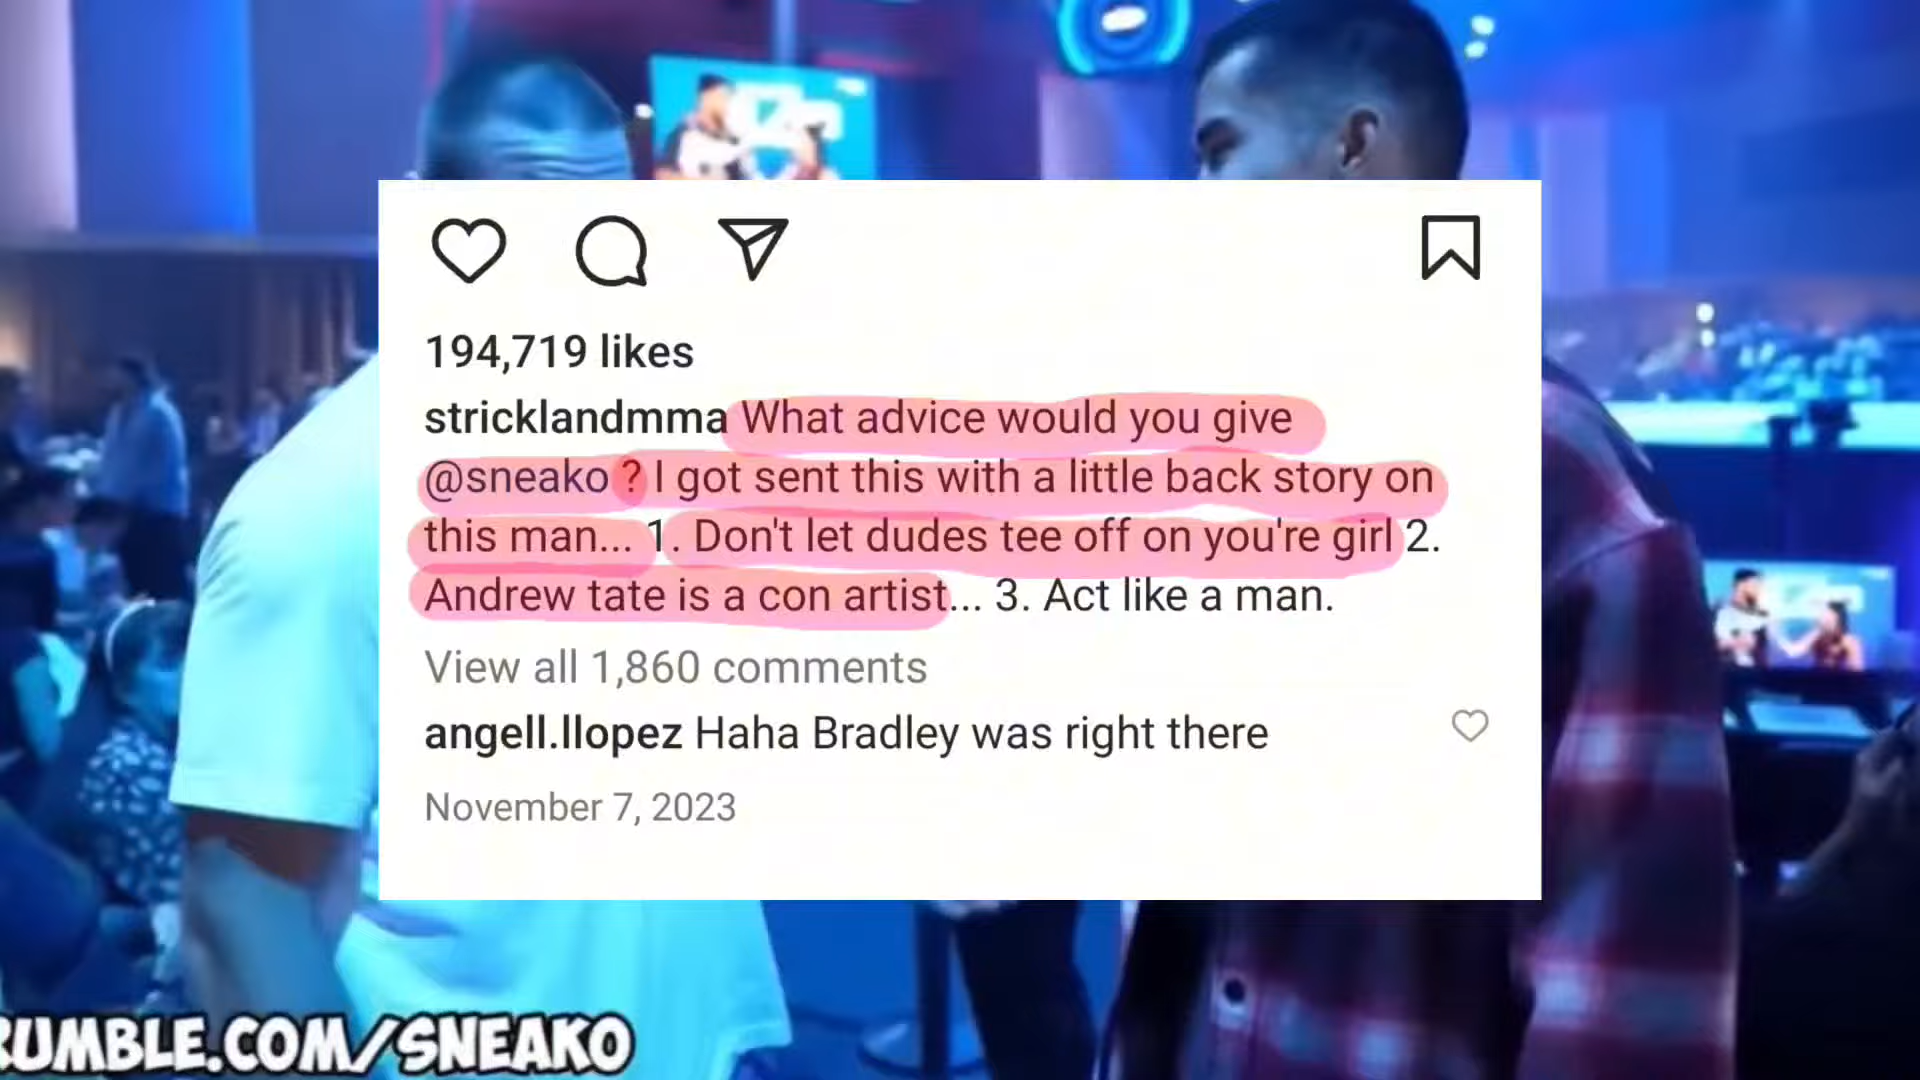 194,719 likes
stricklandmma What advice would you give
@sneako ? I got sent this with a little back story on
this man... 1. Don't let dudes tee off on you're girl 2.
Andrew tate is a con artist... 3. Act like a man.
View all 1,860 comments
angell.llopez Haha Bradley was right there
November 7, 2023
RUMBLE.COM/SNEAKO